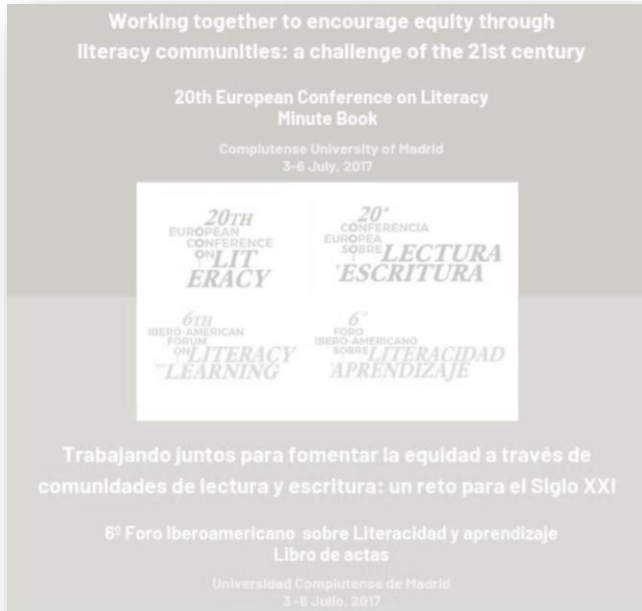 Working together to encourage equity through
literacy communities: a challenge of the 21st century
20th European Conference on Literacy
Minute Book
Complutense University of Madrid
3-6 July, 2017
20TH
EUROPEAN
CONFERENCE
ON LIT
ERACY
20ª
CONFERENCIA
EUROPEA
SOBRE LECTURA
ESCRITURA
6TH
IBERO-AMERICAN
FORUM
ON LITERACY
LEARNING
6º
FORO
IBERO-AMERICANO
SOBRE LITERACIDAD
APRENDIZAJE
Trabajando juntos para fomentar la equidad a través de
comunidades de lectura y escritura: un reto para el Siglo XXI
6º Foro Iberoamericano sobre Literacidad y aprendizaje
Libro de actas
Universidad Complutense de Madrid
3 -6 Julio, 2017